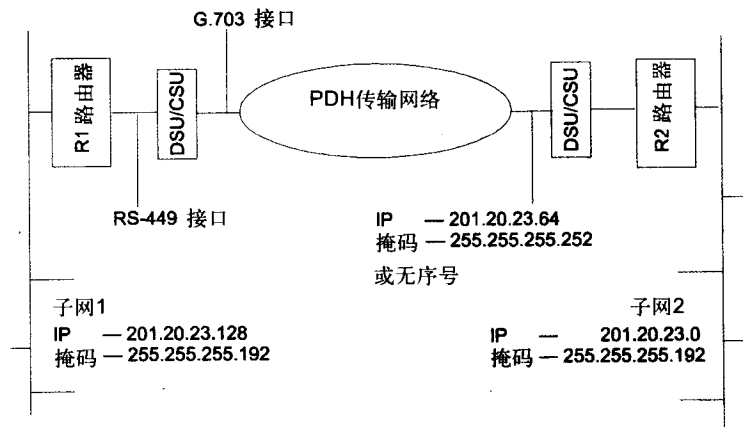 G.703 接口
R1 路由器
DSU/CSU
PDH传输网络
DSU/CSU
R2 路由器
RS-449 接口
IP — 201.20.23.64
掩码 — 255.255.255.252
或无序号
子网1
IP — 201.20.23.128
掩码 — 255.255.255.192
子网2
IP — 201.20.23.0
掩码 — 255.255.255.192